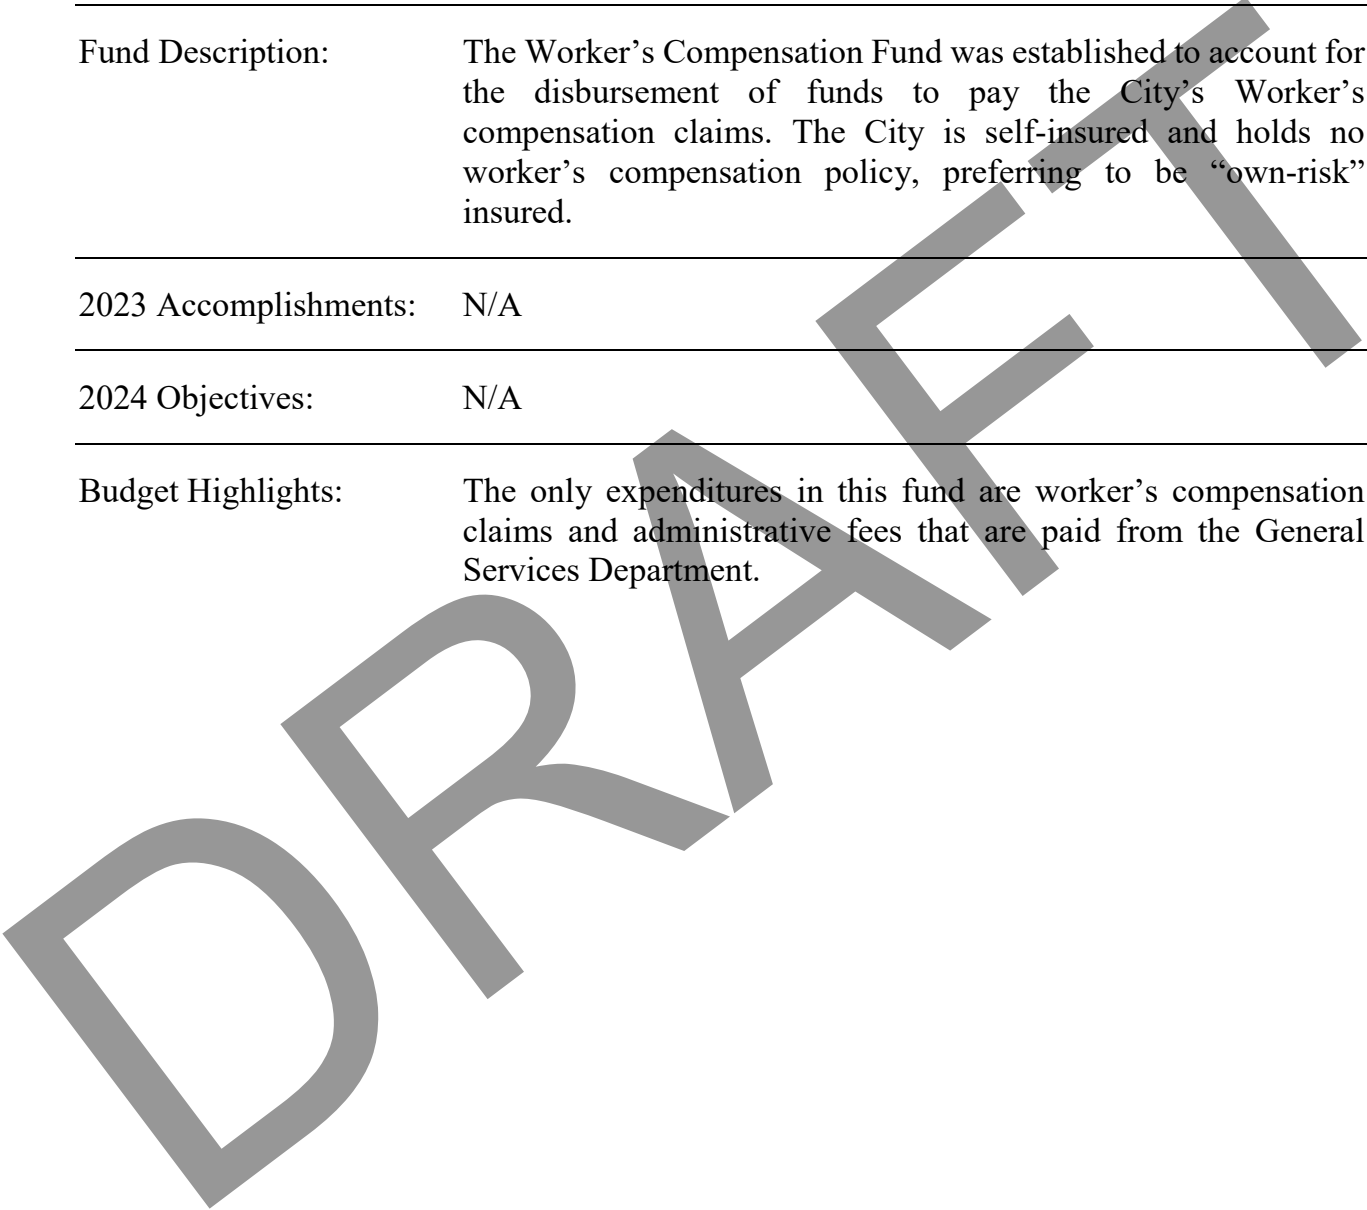 Fund Description: The Worker’s Compensation Fund was established to account for
the disbursement of funds to pay the City’s Worker’s
compensation claims. The City is self-insured and holds no
worker’s compensation policy, preferring to be “own-risk”
insured.
2023 Accomplishments: N/A
2024 Objectives: N/A
Budget Highlights: The only expenditures in this fund are worker’s compensation
claims and administrative fees that are paid from the General
Services Department.
DRAFT